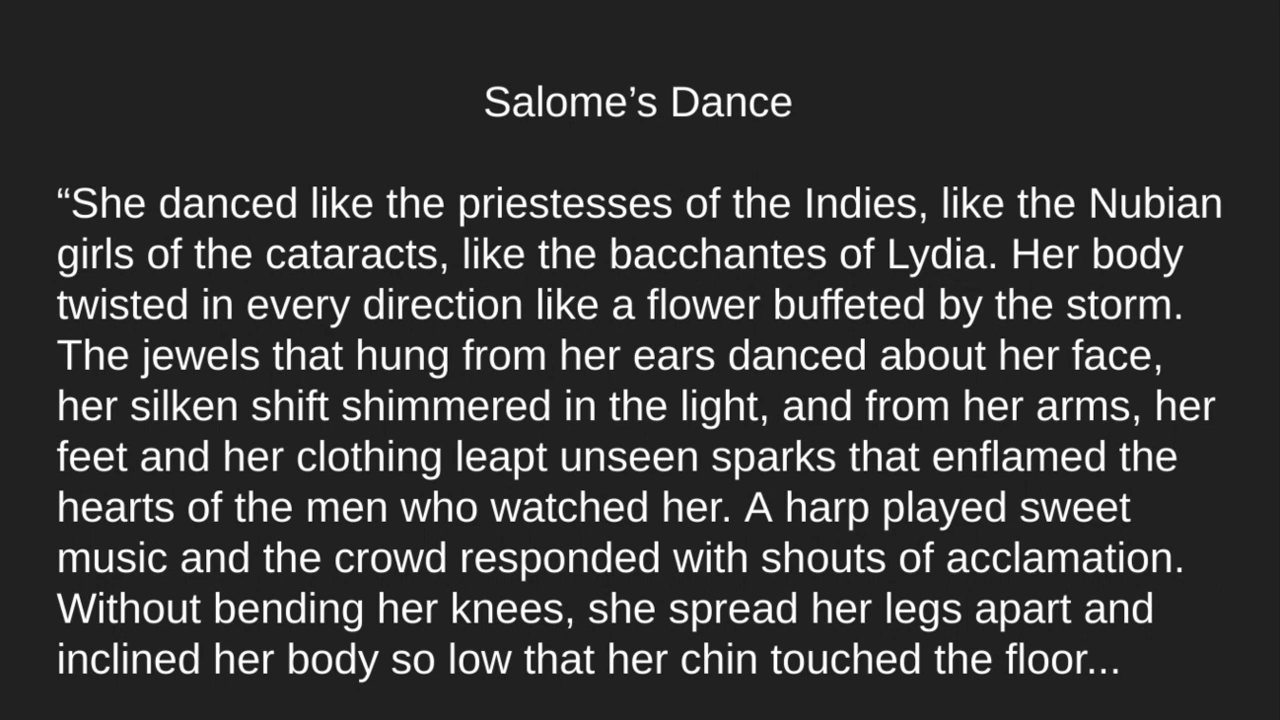 Salome’s Dance
“She danced like the priestesses of the Indies, like the Nubian
girls of the cataracts, like the bacchantes of Lydia. Her body
twisted in every direction like a flower buffeted by the storm.
The jewels that hung from her ears danced about her face,
her silken shift shimmered in the light, and from her arms, her
feet and her clothing leapt unseen sparks that enflamed the
hearts of the men who watched her. A harp played sweet
music and the crowd responded with shouts of acclamation.
Without bending her knees, she spread her legs apart and
inclined her body so low that her chin touched the floor...